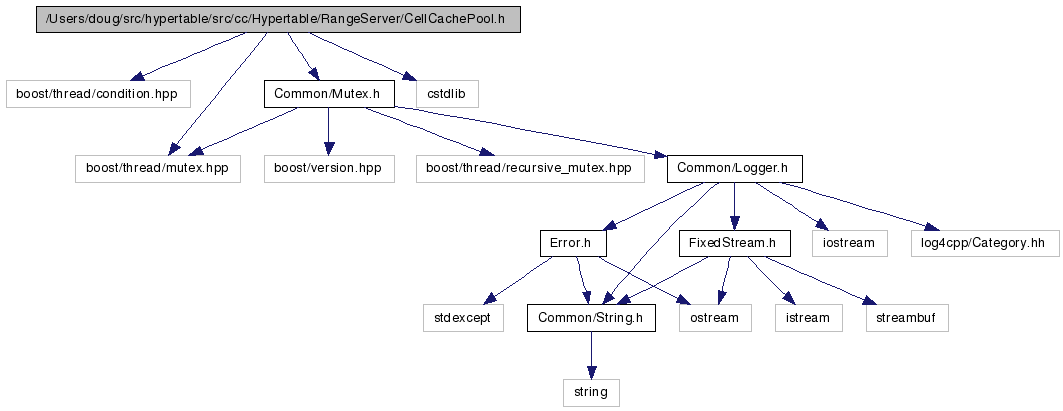 /Users/doug/src/hypertable/src/cc/Hypertable/RangeServer/CellCachePool.h
boost/thread/condition.hpp
Common/Mutex.h
cstdlib
boost/thread/mutex.hpp
boost/version.hpp
boost/thread/recursive_mutex.hpp
Common/Logger.h
Error.h
FixedStream.h
iostream
log4cpp/Category.hh
stdexcept
Common/String.h
ostream
istream
streambuf
string